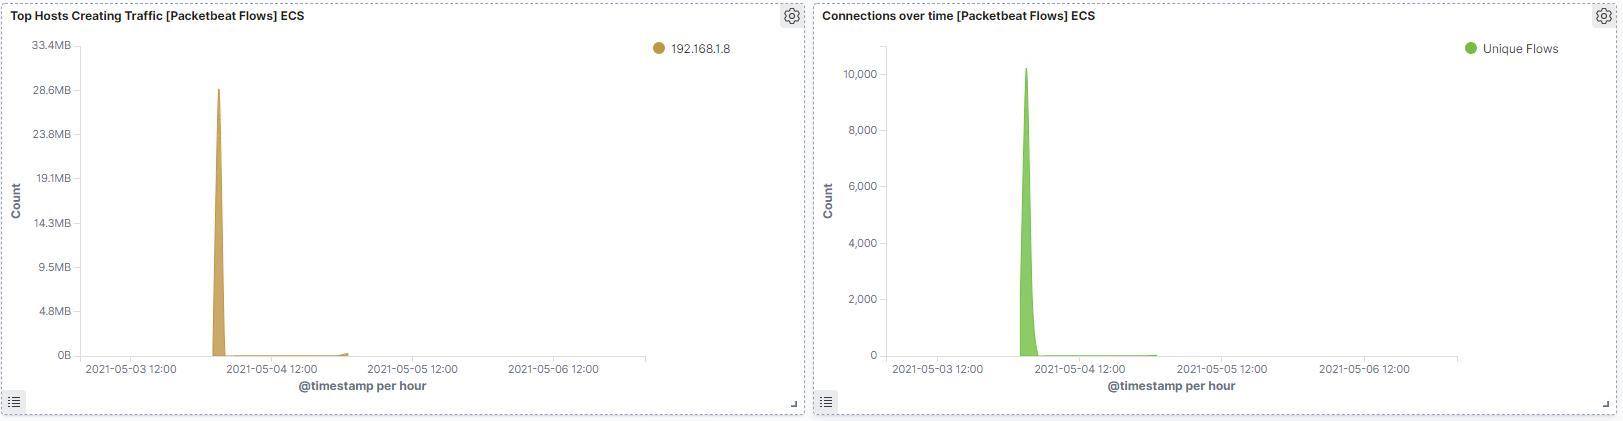 Top Hosts Creating Traffic [Packetbeat Flows] ECS
33.4MB
28.6MB
23.8MB
19.1MB
14.3MB
9.5MB
4.8MB
0B
Count
192.168.1.8
2021-05-03 12:00
2021-05-04 12:00
2021-05-05 12:00
2021-05-06 12:00
@timestamp per hour
Connections over time [Packetbeat Flows] ECS
10,000
8,000
6,000
4,000
2,000
0
Count
Unique Flows
2021-05-03 12:00
2021-05-04 12:00
2021-05-05 12:00
2021-05-06 12:00
@timestamp per hour